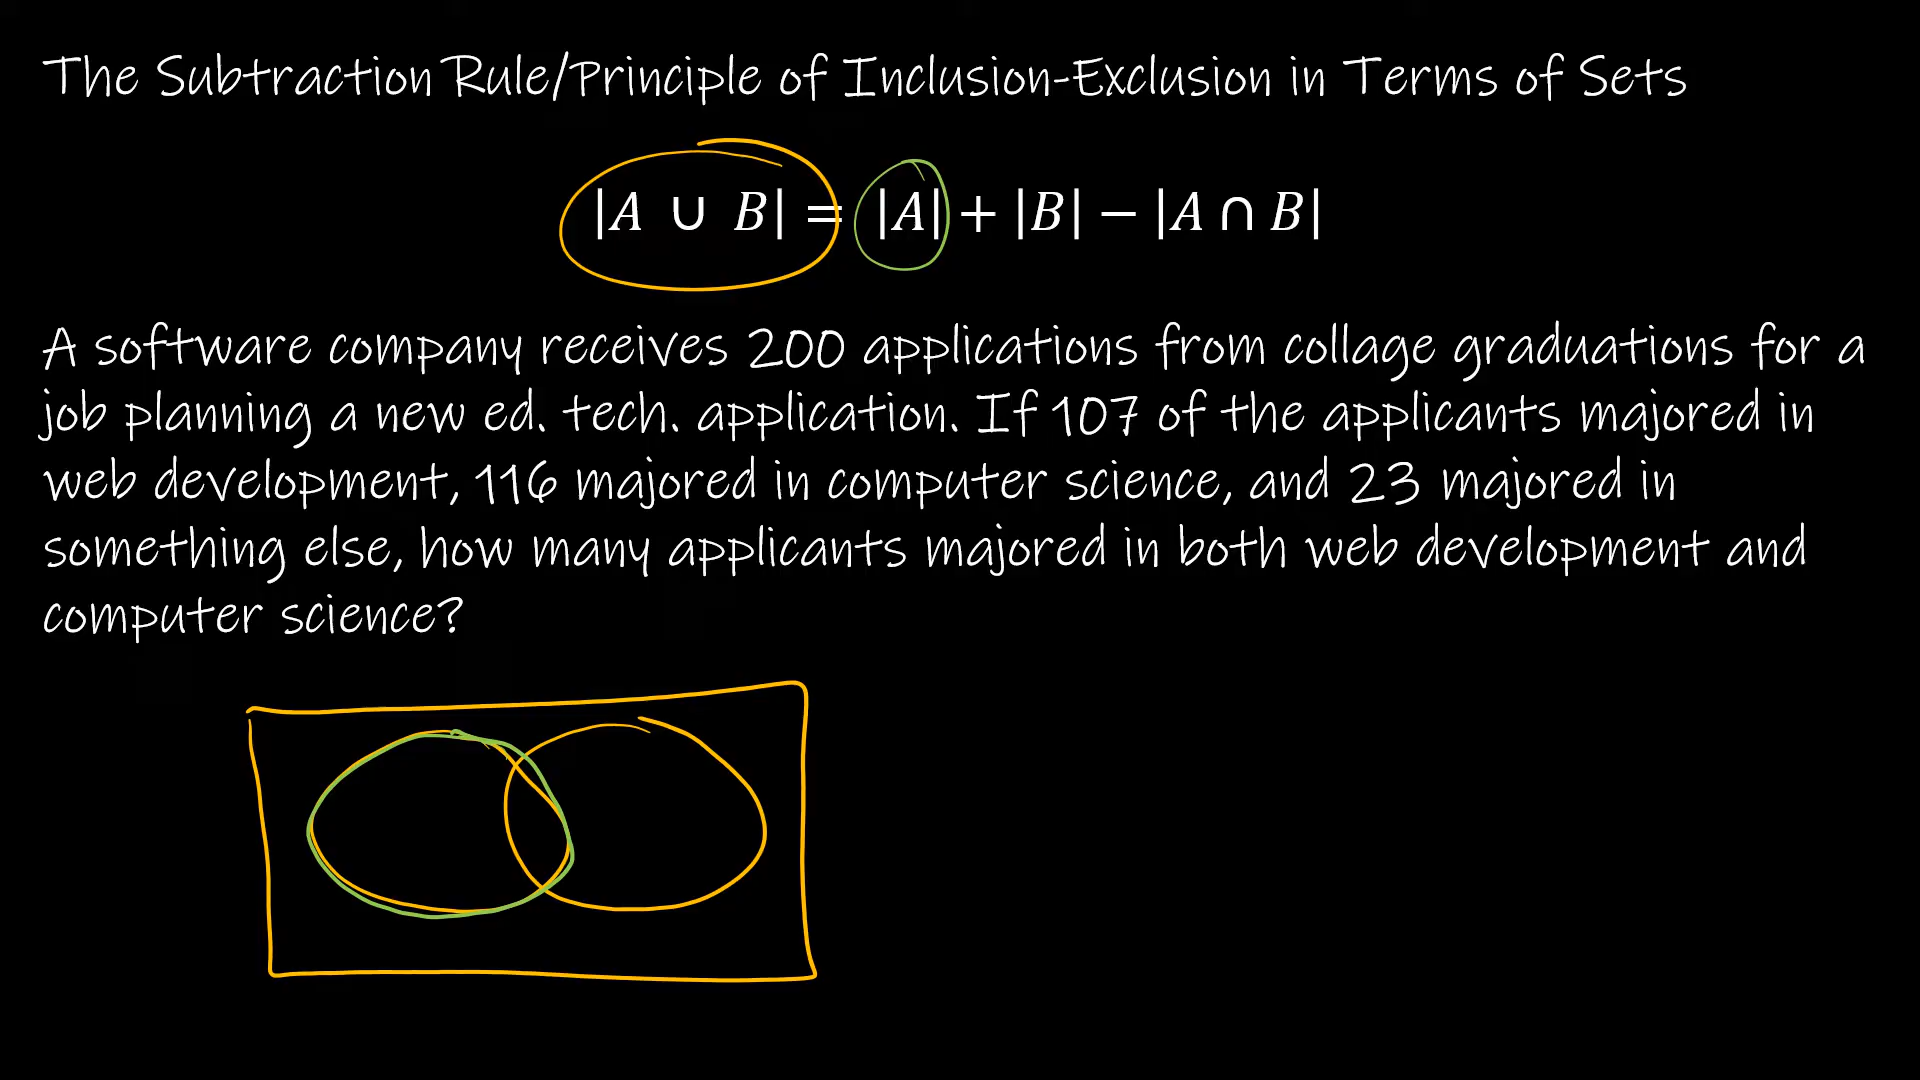 The Subtraction Rule/Principle of Inclusion-Exclusion in Terms of Sets
|A ∪ B| = |A| + |B| − |A ∩ B|
A software company receives 200 applications from collage graduations for a
job planning a new ed. tech. application. If 107 of the applicants majored in
web development, 116 majored in computer science, and 23 majored in
something else, how many applicants majored in both web development and
computer science?